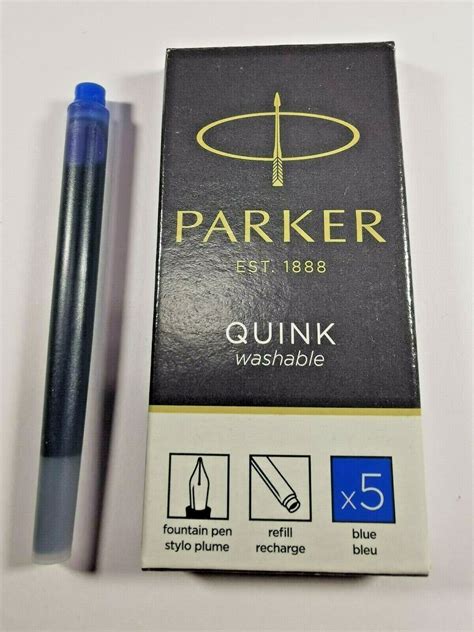 PARKER
EST. 1888
QUINK
washable
fountain pen
stylo plume
refill
recharge
x5
blue
bleu